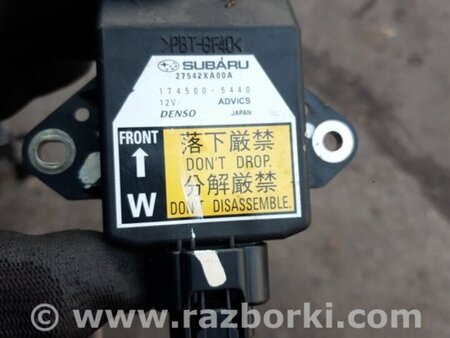 >PBT-GF40<
SUBARU
27542XA00A
174500-5440
12V ADVICS
DENSO JAPAN
FRONT
W
落下厳禁
DON'T DROP.
分解厳禁
DON'T DISASSEMBLE.
www.razborki.com